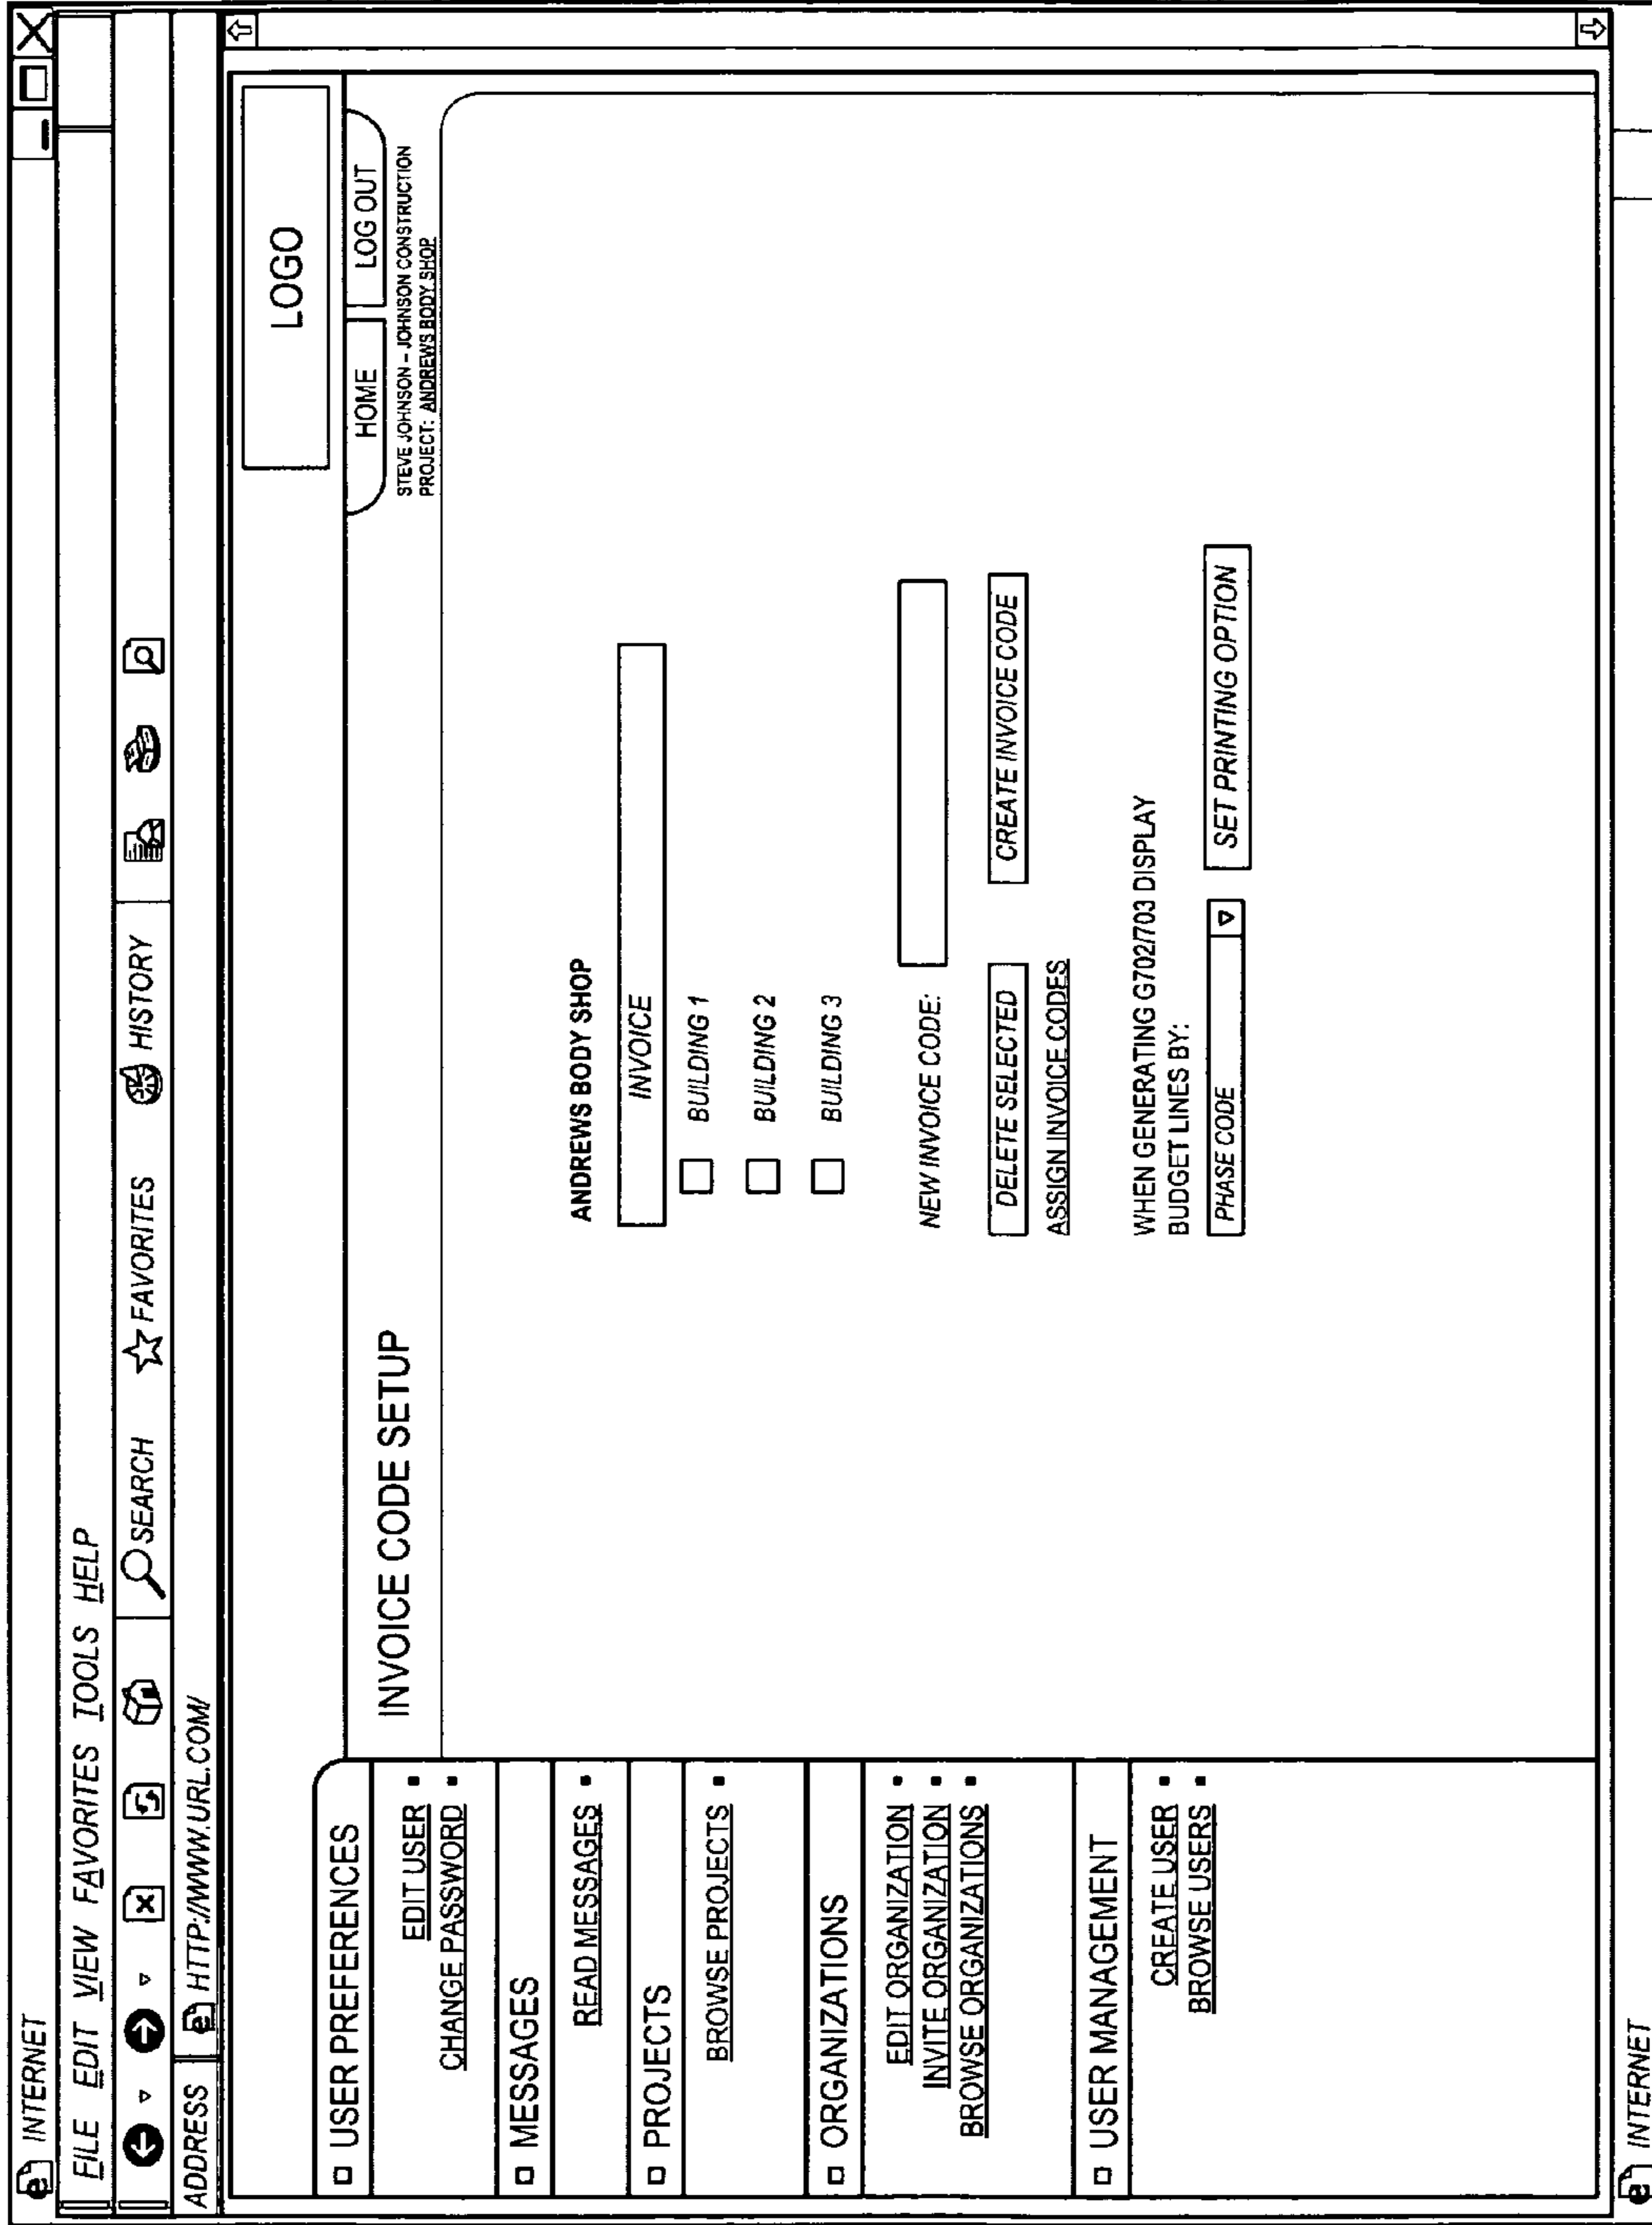 INTERNET
FILE EDIT VIEW FAVORITES TOOLS HELP
SEARCH FAVORITES HISTORY
ADDRESS HTTP://WWW.URL.COM/
LOGO
HOME LOG OUT
STEVE JOHNSON – JOHNSON CONSTRUCTION
PROJECT: ANDREWS BODY SHOP
INVOICE CODE SETUP
USER PREFERENCES
EDIT USER
CHANGE PASSWORD
MESSAGES
READ MESSAGES
PROJECTS
BROWSE PROJECTS
ORGANIZATIONS
EDIT ORGANIZATION
INVITE ORGANIZATION
BROWSE ORGANIZATIONS
USER MANAGEMENT
CREATE USER
BROWSE USERS
ANDREWS BODY SHOP
INVOICE
BUILDING 1
BUILDING 2
BUILDING 3
NEW INVOICE CODE:
DELETE SELECTED CREATE INVOICE CODE
ASSIGN INVOICE CODES
WHEN GENERATING G702/703 DISPLAY
BUDGET LINES BY:
PHASE CODE SET PRINTING OPTION
INTERNET